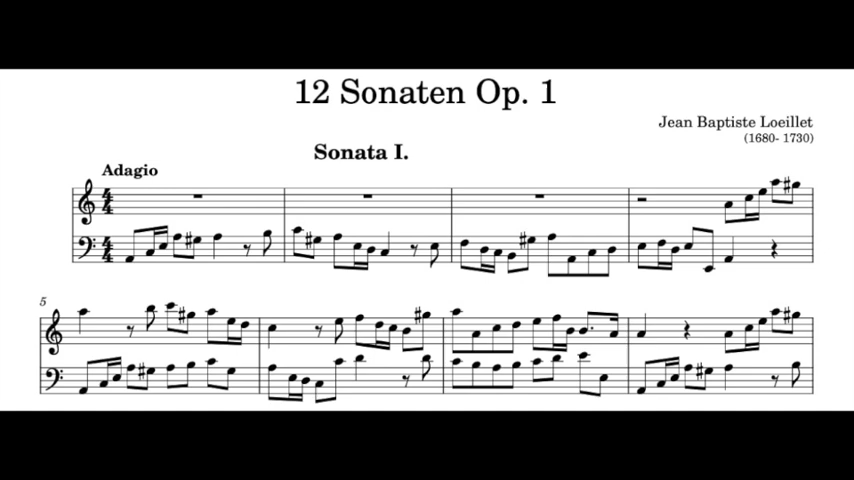 12 Sonaten Op. 1
Jean Baptiste Loeillet
(1680- 1730)
Sonata I.
Adagio
5